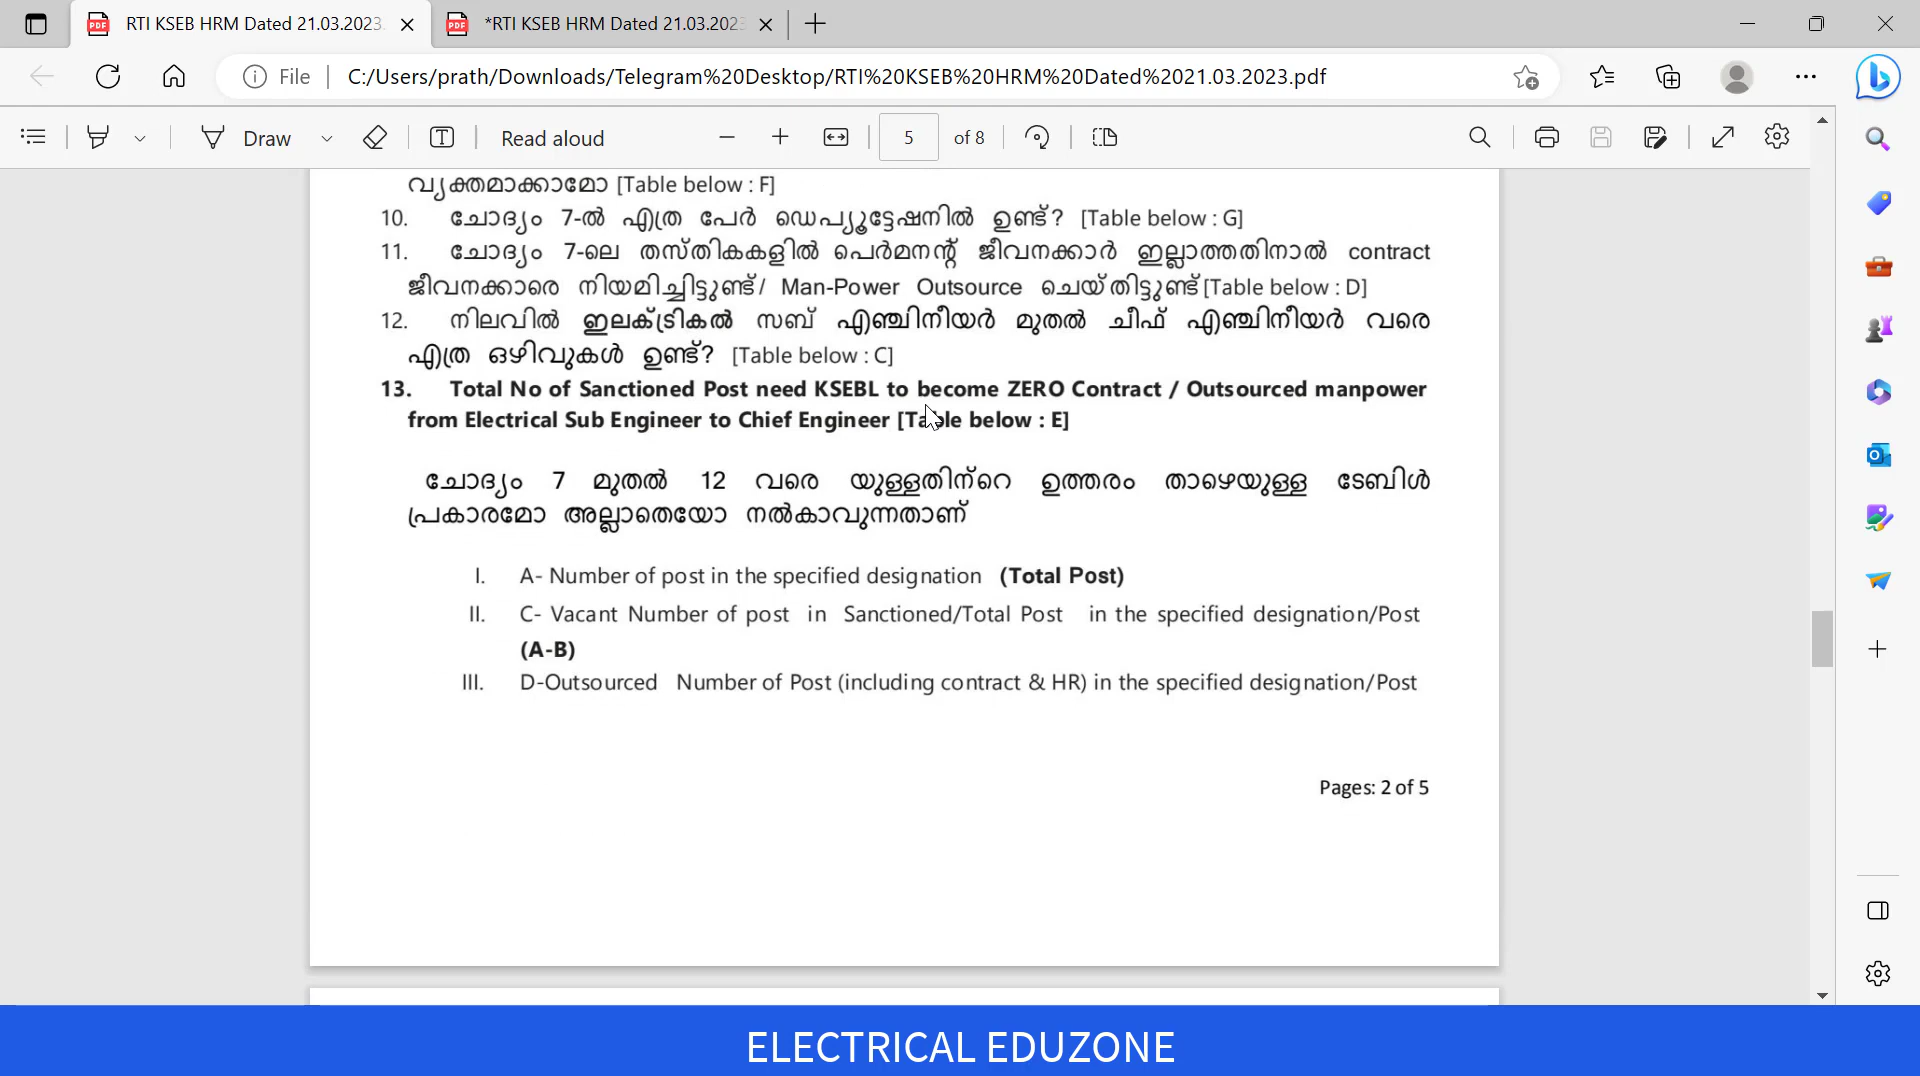 RTI KSEB HRM Dated 21.03.2023.
*RTI KSEB HRM Dated 21.03.202
File
C:/Users/prath/Downloads/Telegram%20Desktop/RTI%20KSEB%20HRM%20Dated%2021.03.2023.pdf
Draw
Read aloud
5
of 8
വ്യക്തമാക്കാമോ [Table below : F]
10. ചോദ്യം 7-ൽ എത്ര പേർ ഡെപ്യൂട്ടേഷനിൽ ഉണ്ട്? [Table below : G]
11. ചോദ്യം 7-ലെ തസ്തികകളിൽ പെർമനന്റ് ജീവനക്കാർ ഇല്ലാത്തതിനാൽ contract
ജീവനക്കാരെ നിയമിച്ചിട്ടുണ്ട്/ Man-Power Outsource ചെയ്തിട്ടുണ്ട് [Table below : D]
12. നിലവിൽ ഇലക്ട്രികൽ സബ് എഞ്ചിനീയർ മുതൽ ചീഫ് എഞ്ചിനീയർ വരെ
എത്ര ഒഴിവുകൾ ഉണ്ട്? [Table below : C]
13. Total No of Sanctioned Post need KSEBL to become ZERO Contract / Outsourced manpower
from Electrical Sub Engineer to Chief Engineer [Table below : E]
ചോദ്യം 7 മുതൽ 12 വരെ യുള്ളതിന്റെ ഉത്തരം താഴെയുള്ള ടേബിൾ
പ്രകാരമോ അല്ലാതെയോ നൽകാവുന്നതാണ്
I. A- Number of post in the specified designation (Total Post)
II. C- Vacant Number of post in Sanctioned/Total Post in the specified designation/Post
(A-B)
III. D-Outsourced Number of Post (including contract & HR) in the specified designation/Post
Pages: 2 of 5
ELECTRICAL EDUZONE